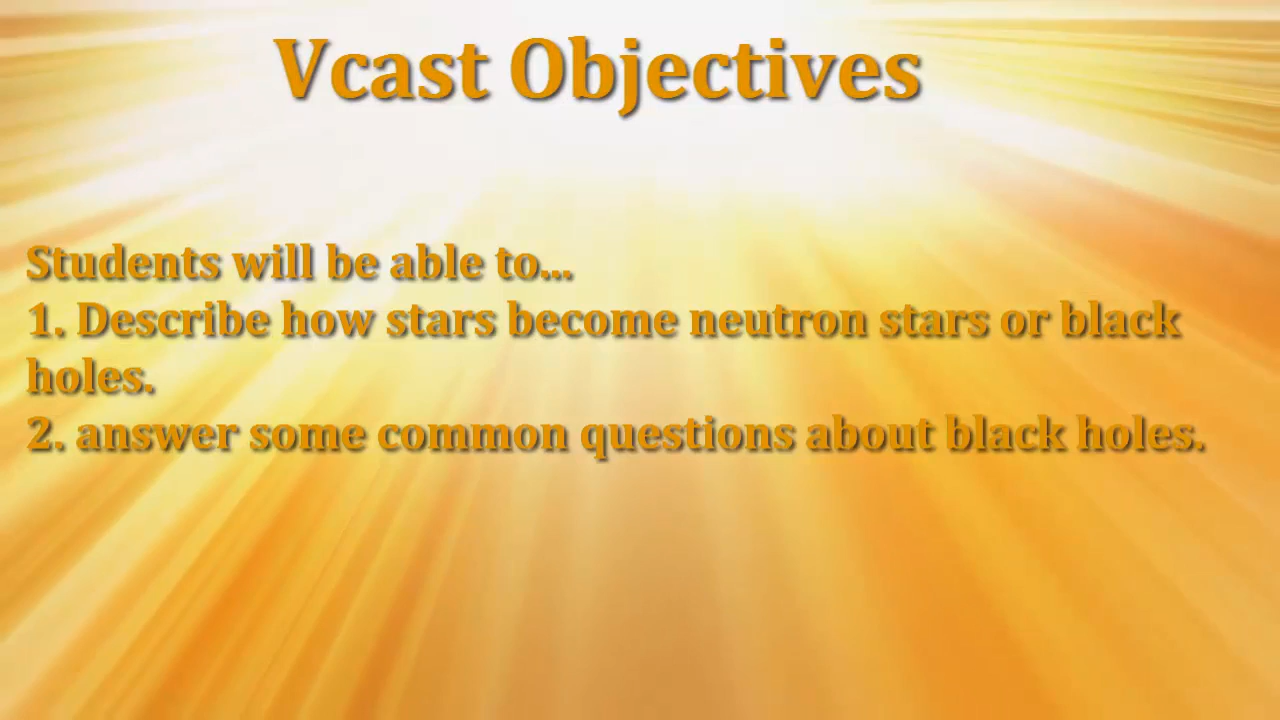 Vcast Objectives
Students will be able to...
1. Describe how stars become neutron stars or black
holes.
2. answer some common questions about black holes.